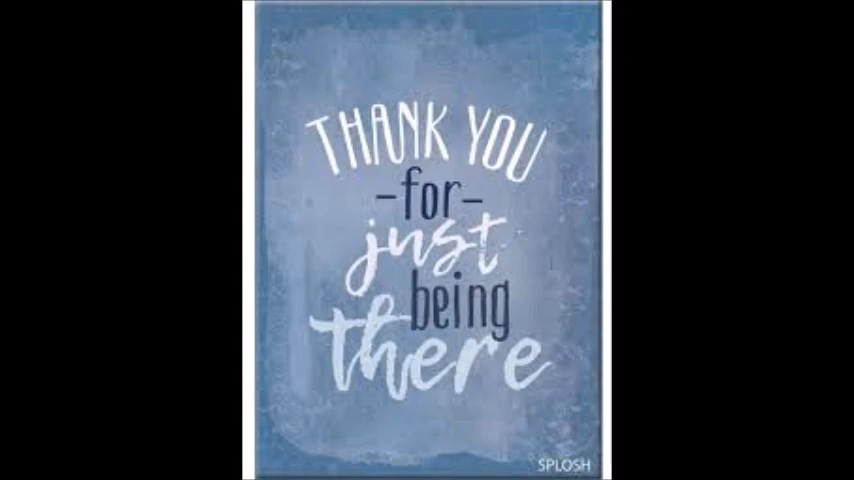 THANK YOU
-for-
just
being
there
SPLOSH